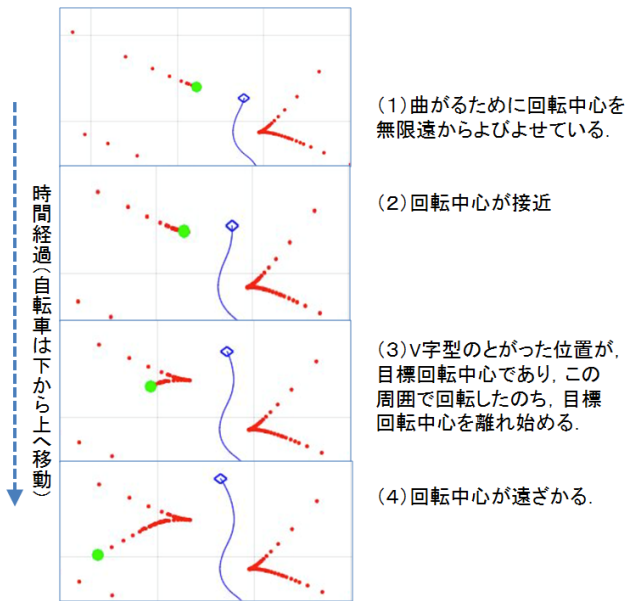 (1)曲がるために回転中心を
無限遠からよびよせている.
(2)回転中心が接近
(3)V字型のとがった位置が,
目標回転中心であり, この
周囲で回転したのち, 目標
回転中心を離れ始める.
(4)回転中心が遠ざかる.
時間経過(自転車は下から上へ移動)